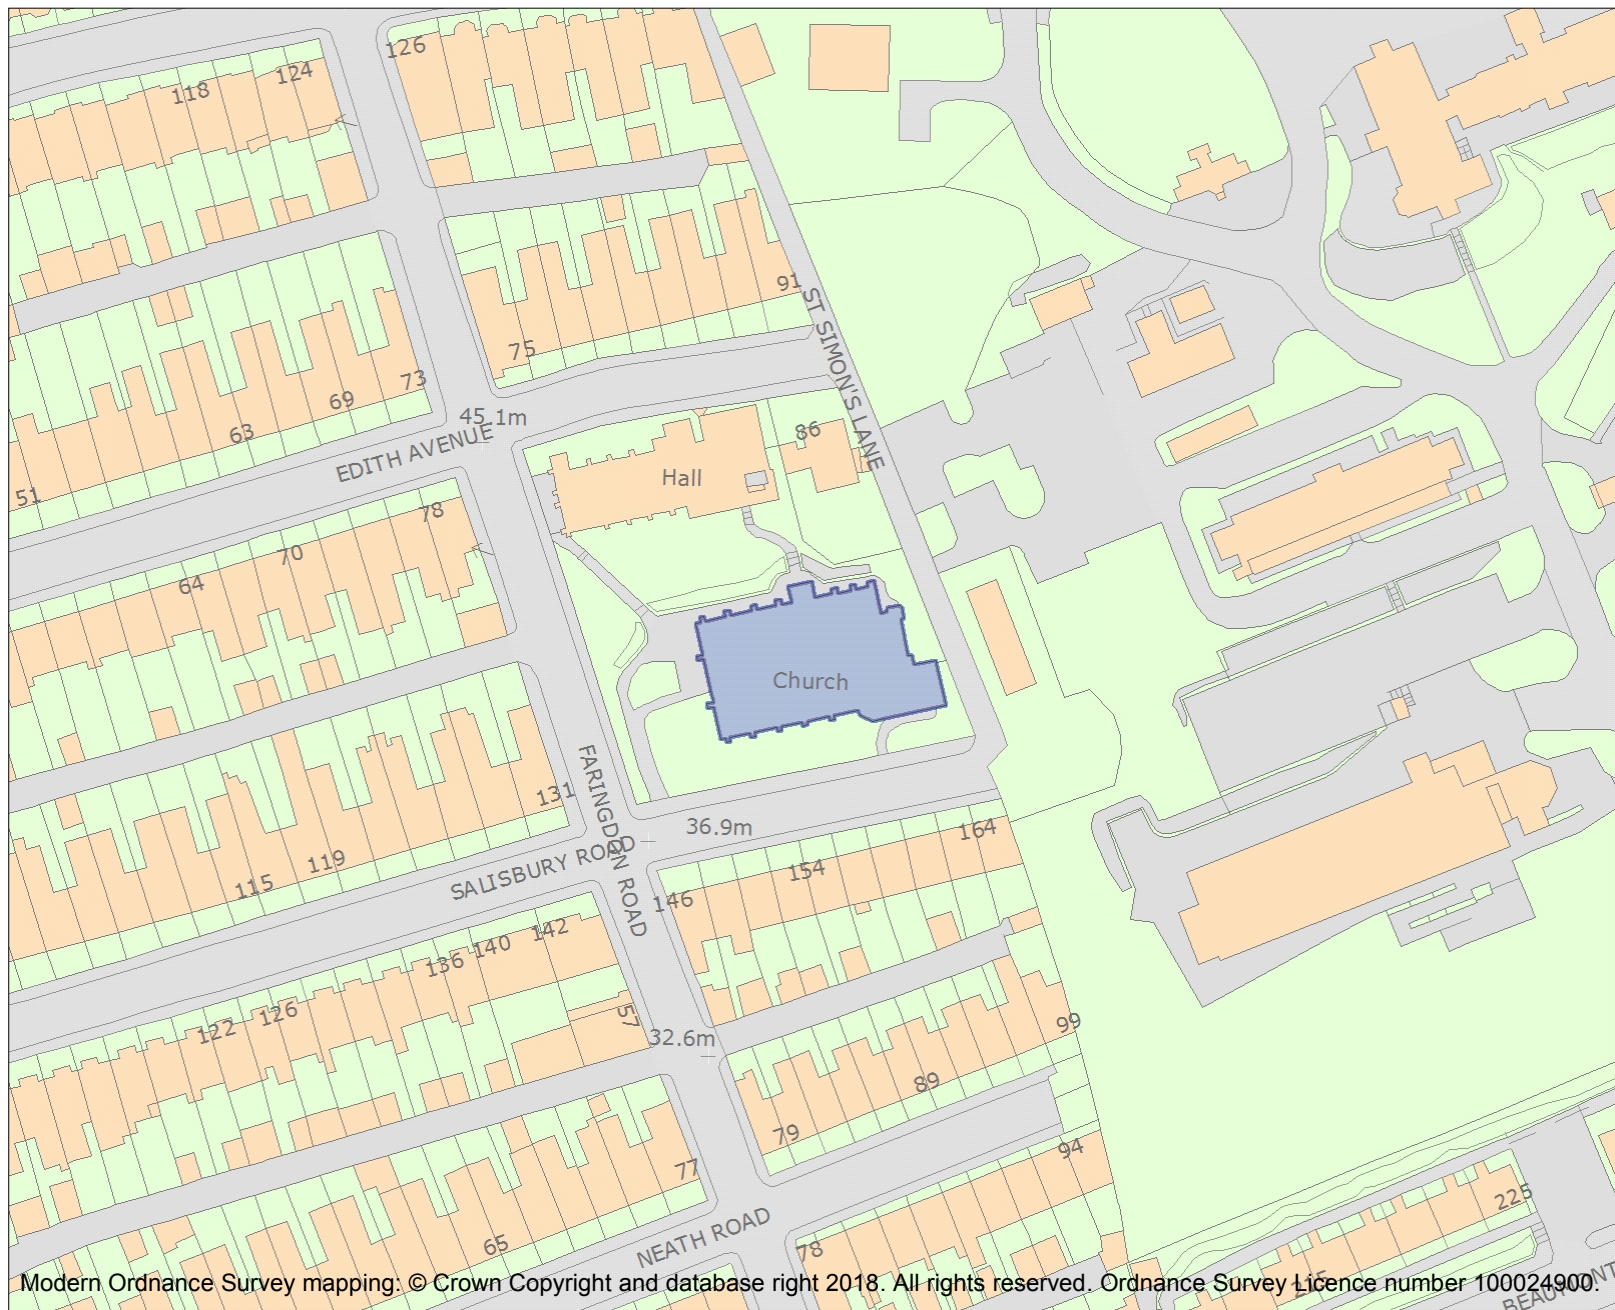 126
124
118
91
75
73
69
63
51
45.1m
EDITH AVENUE
ST SIMON'S LANE
86
Hall
78
70
64
Church
131
119
115
FARINGDON ROAD
SALISBURY ROAD
36.9m
164
154
146
142
140
136
126
122
57
32.6m
99
89
79
94
77
65
NEATH ROAD
78
225
215
BEAUMONT
Modern Ordnance Survey mapping: © Crown Copyright and database right 2018. All rights reserved. Ordnance Survey Licence number 100024900.